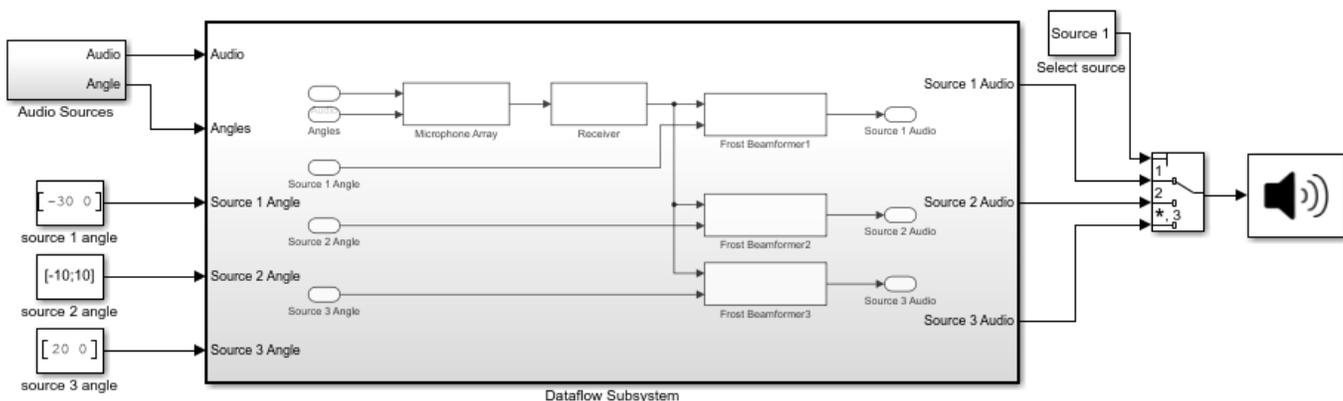 Audio
Angle
Audio Sources
[ -30 0 ]
source 1 angle
[-10;10]
source 2 angle
[ 20 0 ]
source 3 angle
Audio
Angles
Source 1 Angle
Source 2 Angle
Source 3 Angle
Audio
Angles
Microphone Array
Receiver
Source 1 Angle
Source 2 Angle
Source 3 Angle
Frost Beamformer1
Frost Beamformer2
Frost Beamformer3
Source 1 Audio
Source 2 Audio
Source 3 Audio
Source 1 Audio
Source 2 Audio
Source 3 Audio
Dataflow Subsystem
Source 1
Select source
1
2
*, 3